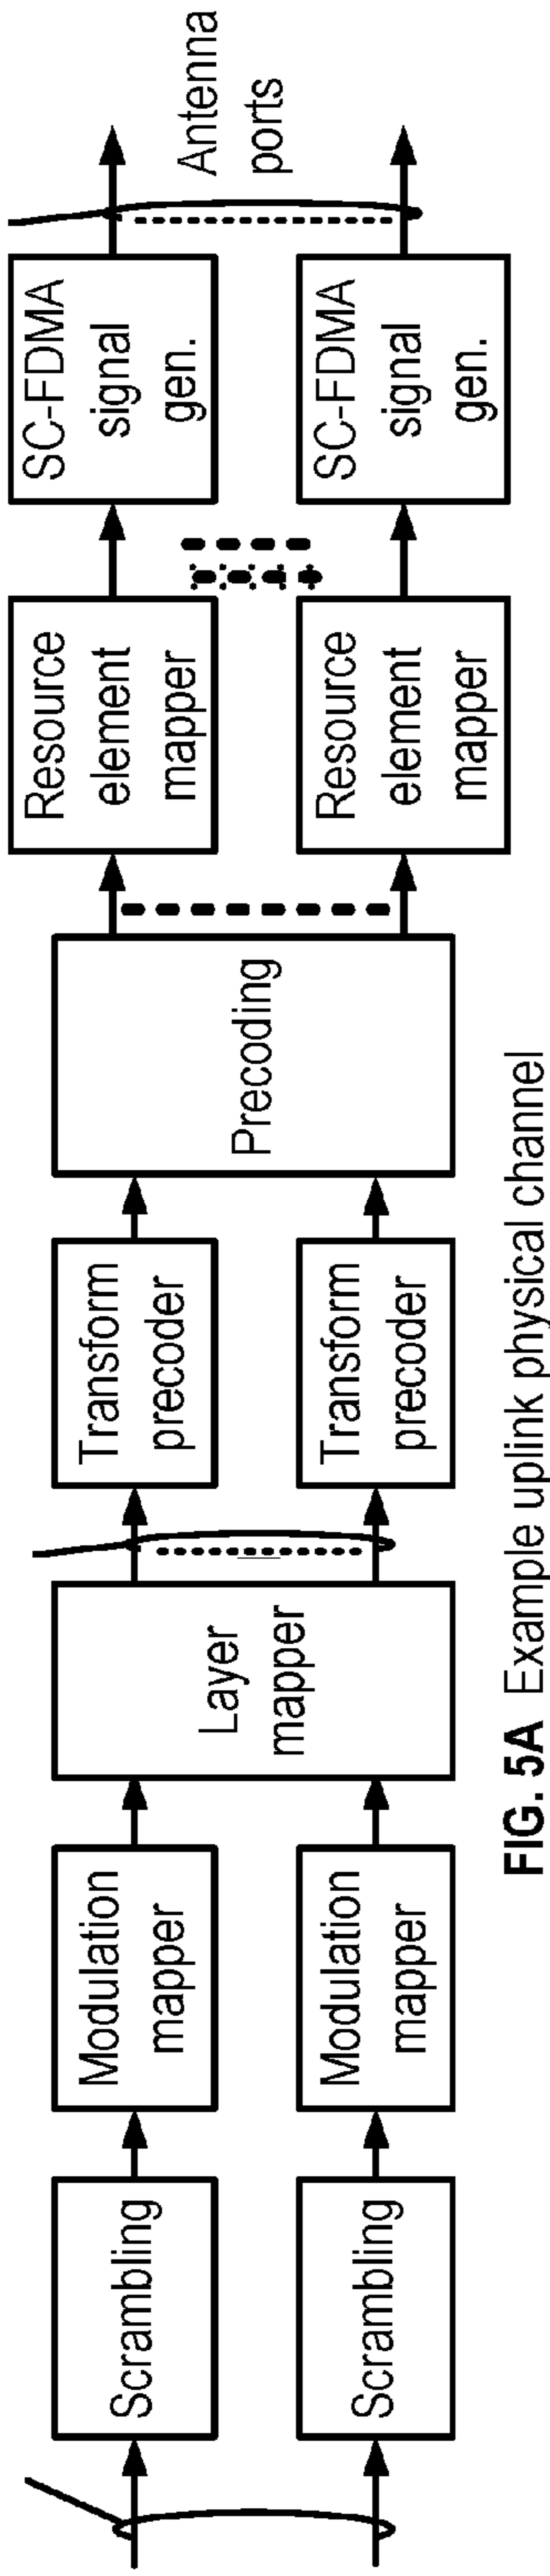 Scrambling
Modulation
mapper
Layer
mapper
Transform
precoder
Precoding
Resource
element
mapper
SC-FDMA
signal
gen.
Antenna
ports
Scrambling
Modulation
mapper
Transform
precoder
Resource
element
mapper
SC-FDMA
signal
gen.
FIG. 5A Example uplink physical channel